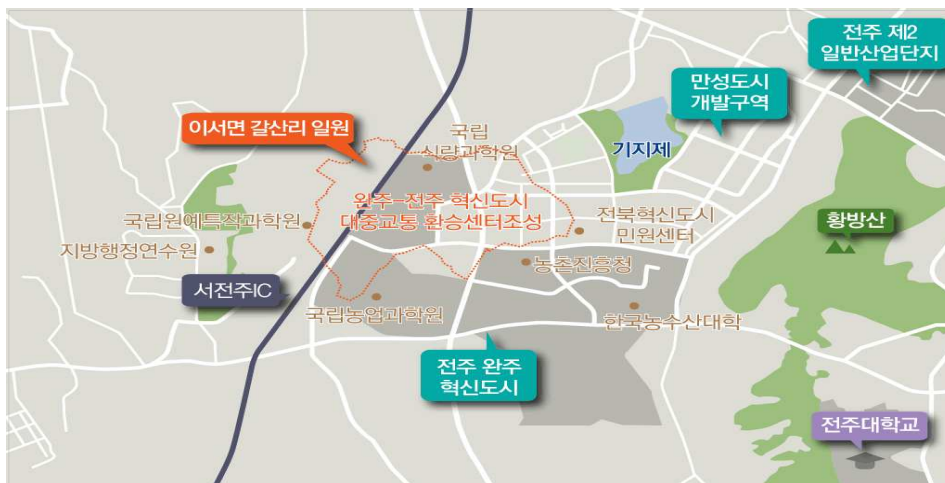 전주 제2
일반산업단지
만성도시
개발구역
이서면 갈산리 일원
국립
식량과학원
기지제
완주-전주 혁신도시
대중교통 환승센터조성
국립원예특작과학원
전북혁신도시
민원센터
황방산
지방행정연수원
농촌진흥청
서전주IC
국립농업과학원
한국농수산대학
전주 완주
혁신도시
전주대학교